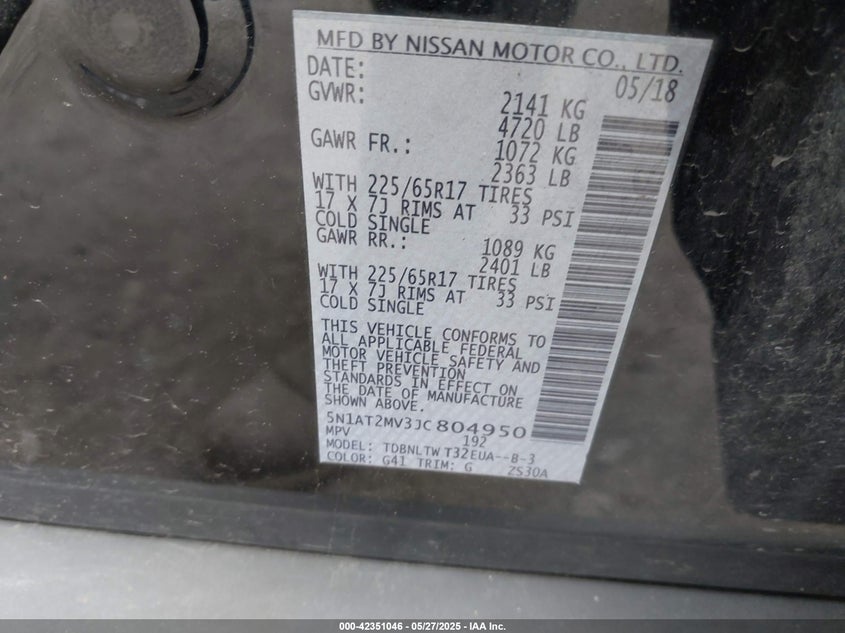 MFD BY NISSAN MOTOR CO., LTD.
DATE: 05/18
GVWR: 2141 KG
4720 LB
GAWR FR.: 1072 KG
2363 LB
WITH 225/65R17 TIRES
17 X 7J RIMS AT 33 PSI
COLD SINGLE
GAWR RR.: 1089 KG
2401 LB
WITH 225/65R17 TIRES
17 X 7J RIMS AT 33 PSI
COLD SINGLE
THIS VEHICLE CONFORMS TO
ALL APPLICABLE FEDERAL
MOTOR VEHICLE SAFETY AND
THEFT PREVENTION
STANDARDS IN EFFECT ON
THE DATE OF MANUFACTURE
SHOWN ABOVE.
5N1AT2MV3JC804950
MPV 192
MODEL: TDBNLTW T32EUA--B-3
COLOR: G41 TRIM: G ZS30A
000-42351046 - 05/27/2025 - IAA Inc.